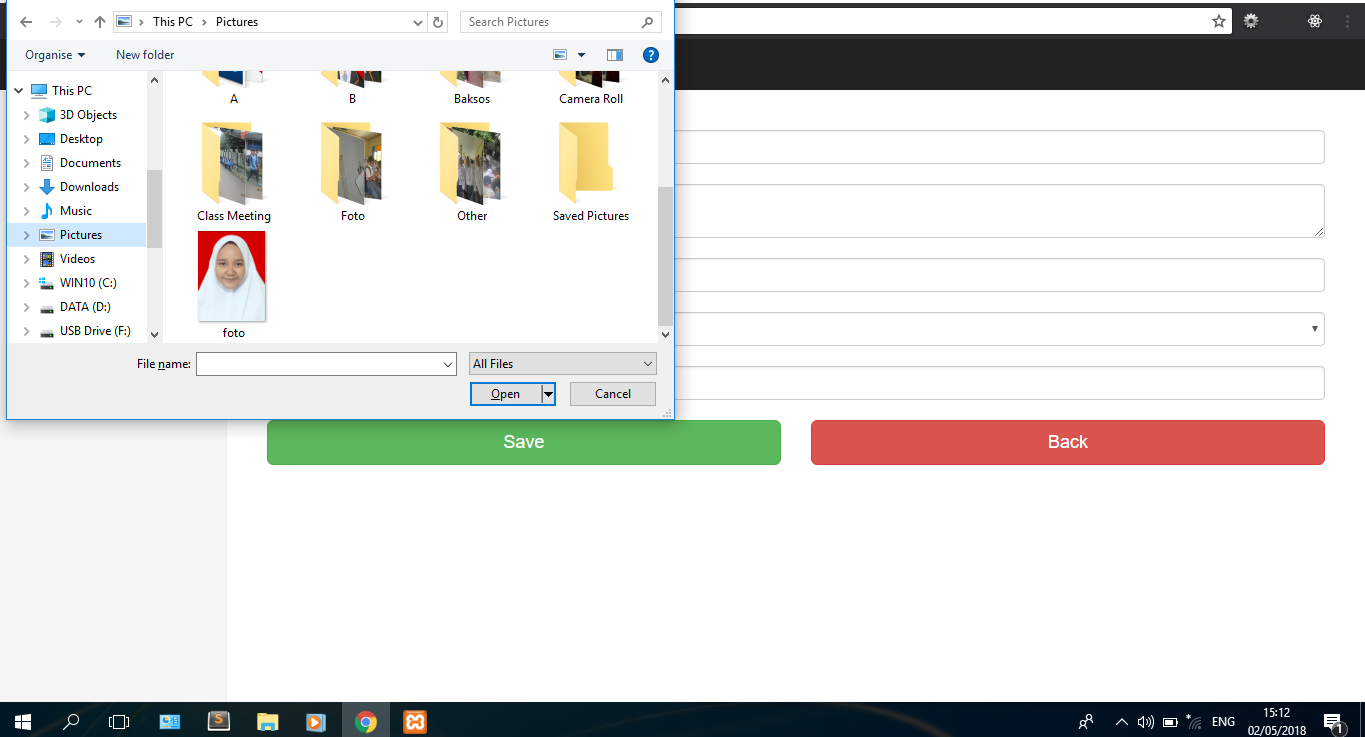 This PC Pictures
Search Pictures
Organise
New folder
This PC
3D Objects
Desktop
Documents
Downloads
Music
Pictures
Videos
WIN10 (C:)
DATA (D:)
USB Drive (F:)
A
B
Baksos
Camera Roll
Class Meeting
Foto
Other
Saved Pictures
foto
File name:
All Files
Open
Cancel
Save
Back
ENG
15:12
02/05/2018
1